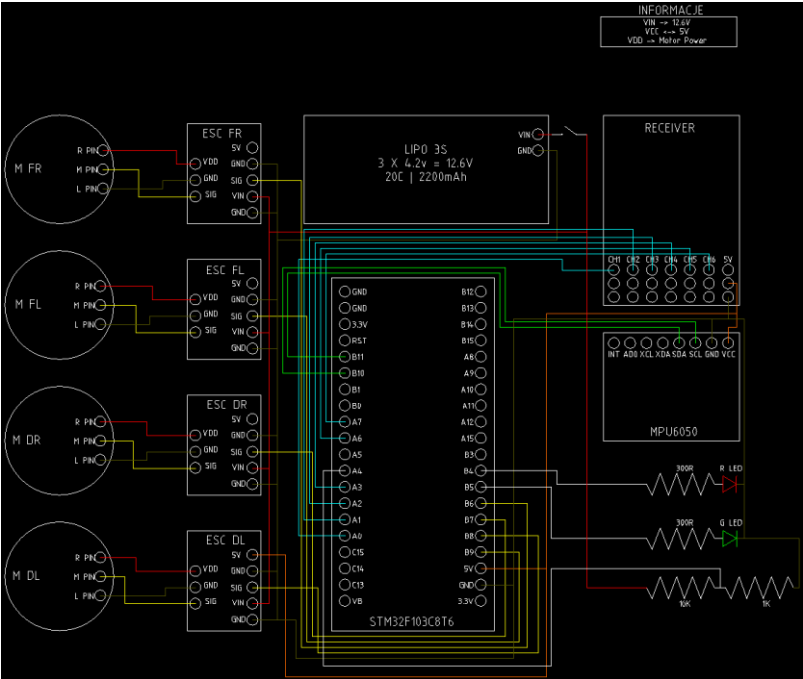 INFORMACJE
VIN -> 12.6V
VCC <-> 5V
VDD -> Motor Power
M FR
R PIN
M PIN
L PIN
ESC FR
5V
VDD
GND
GND
SIG
SIG
VIN
GND
LIPO 3S
3 X 4.2v = 12.6V
20C | 2200mAh
VIN
GND
RECEIVER
CH1 CH2 CH3 CH4 CH5 CH6 5V
M FL
R PIN
M PIN
L PIN
ESC FL
5V
VDD
GND
GND
SIG
SIG
VIN
GND
M DR
R PIN
M PIN
L PIN
ESC DR
5V
VDD
GND
GND
SIG
SIG
VIN
GND
M DL
R PIN
M PIN
L PIN
ESC DL
5V
VDD
GND
GND
SIG
SIG
VIN
GND
GND B12
GND B13
3.3V B14
RST B15
B11 A8
B10 A9
B1 A10
B0 A11
A7 A12
A6 A15
A5 B3
A4 B4
A3 B5
A2 B6
A1 B7
A0 B8
C15 B9
C14 5V
C13 GND
VB 3.3V
STM32F103C8T6
INT AD0 XCL XDA SDA SCL GND VCC
MPU6050
300R
R LED
300R
G LED
10K
1K